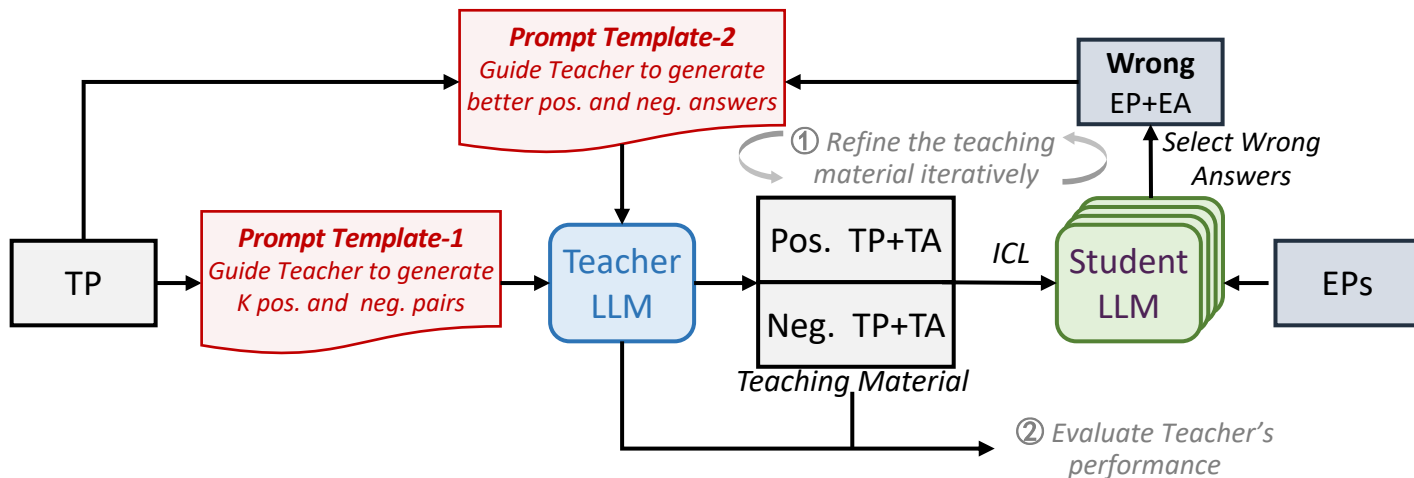 Prompt Template-2
Guide Teacher to generate
better pos. and neg. answers
Wrong
EP+EA
① Refine the teaching
material iteratively
Select Wrong
Answers
TP
Prompt Template-1
Guide Teacher to generate
K pos. and neg. pairs
Teacher
LLM
Pos. TP+TA
Neg. TP+TA
Teaching Material
ICL
Student
LLM
EPs
② Evaluate Teacher's
performance